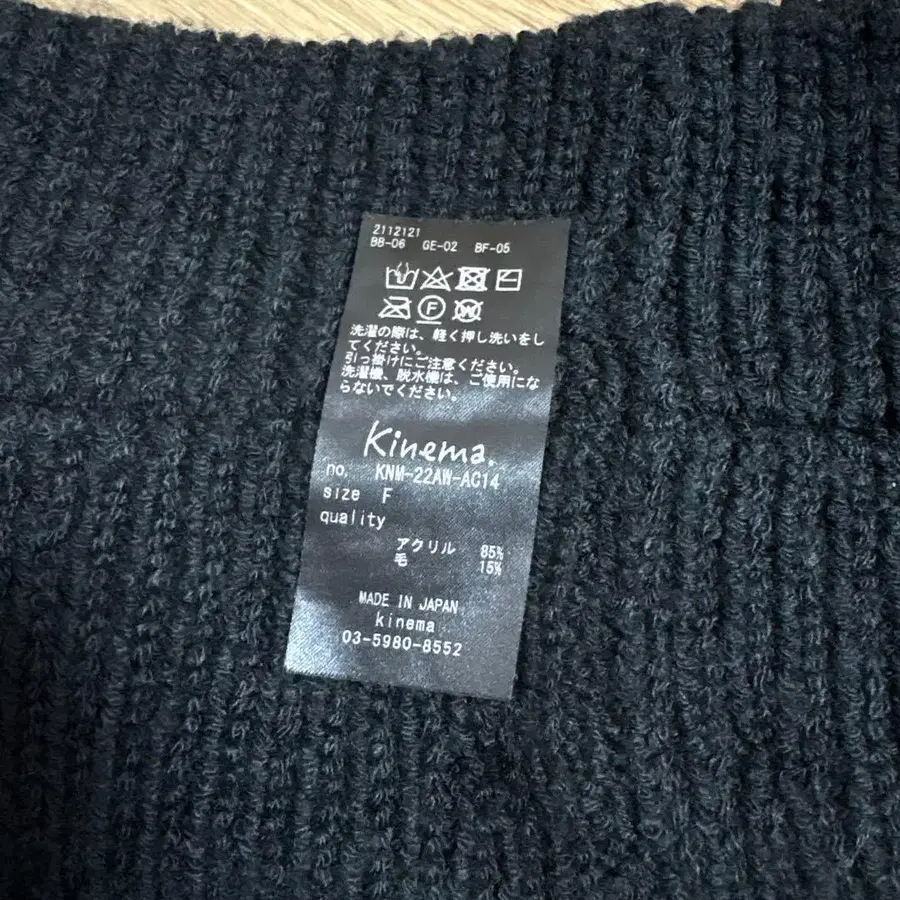 2112121
BB-06 GE-02 BF-05
F
W
洗濯の際は、軽く押し洗いをし
てください。
引っ掛けにご注意ください。
洗濯機、脱水機は、ご使用にな
らないでください。
Kinema.
no. KNM-22AW-AC14
size F
quality
アクリル 85%
毛 15%
MADE IN JAPAN
kinema
03-5980-8552